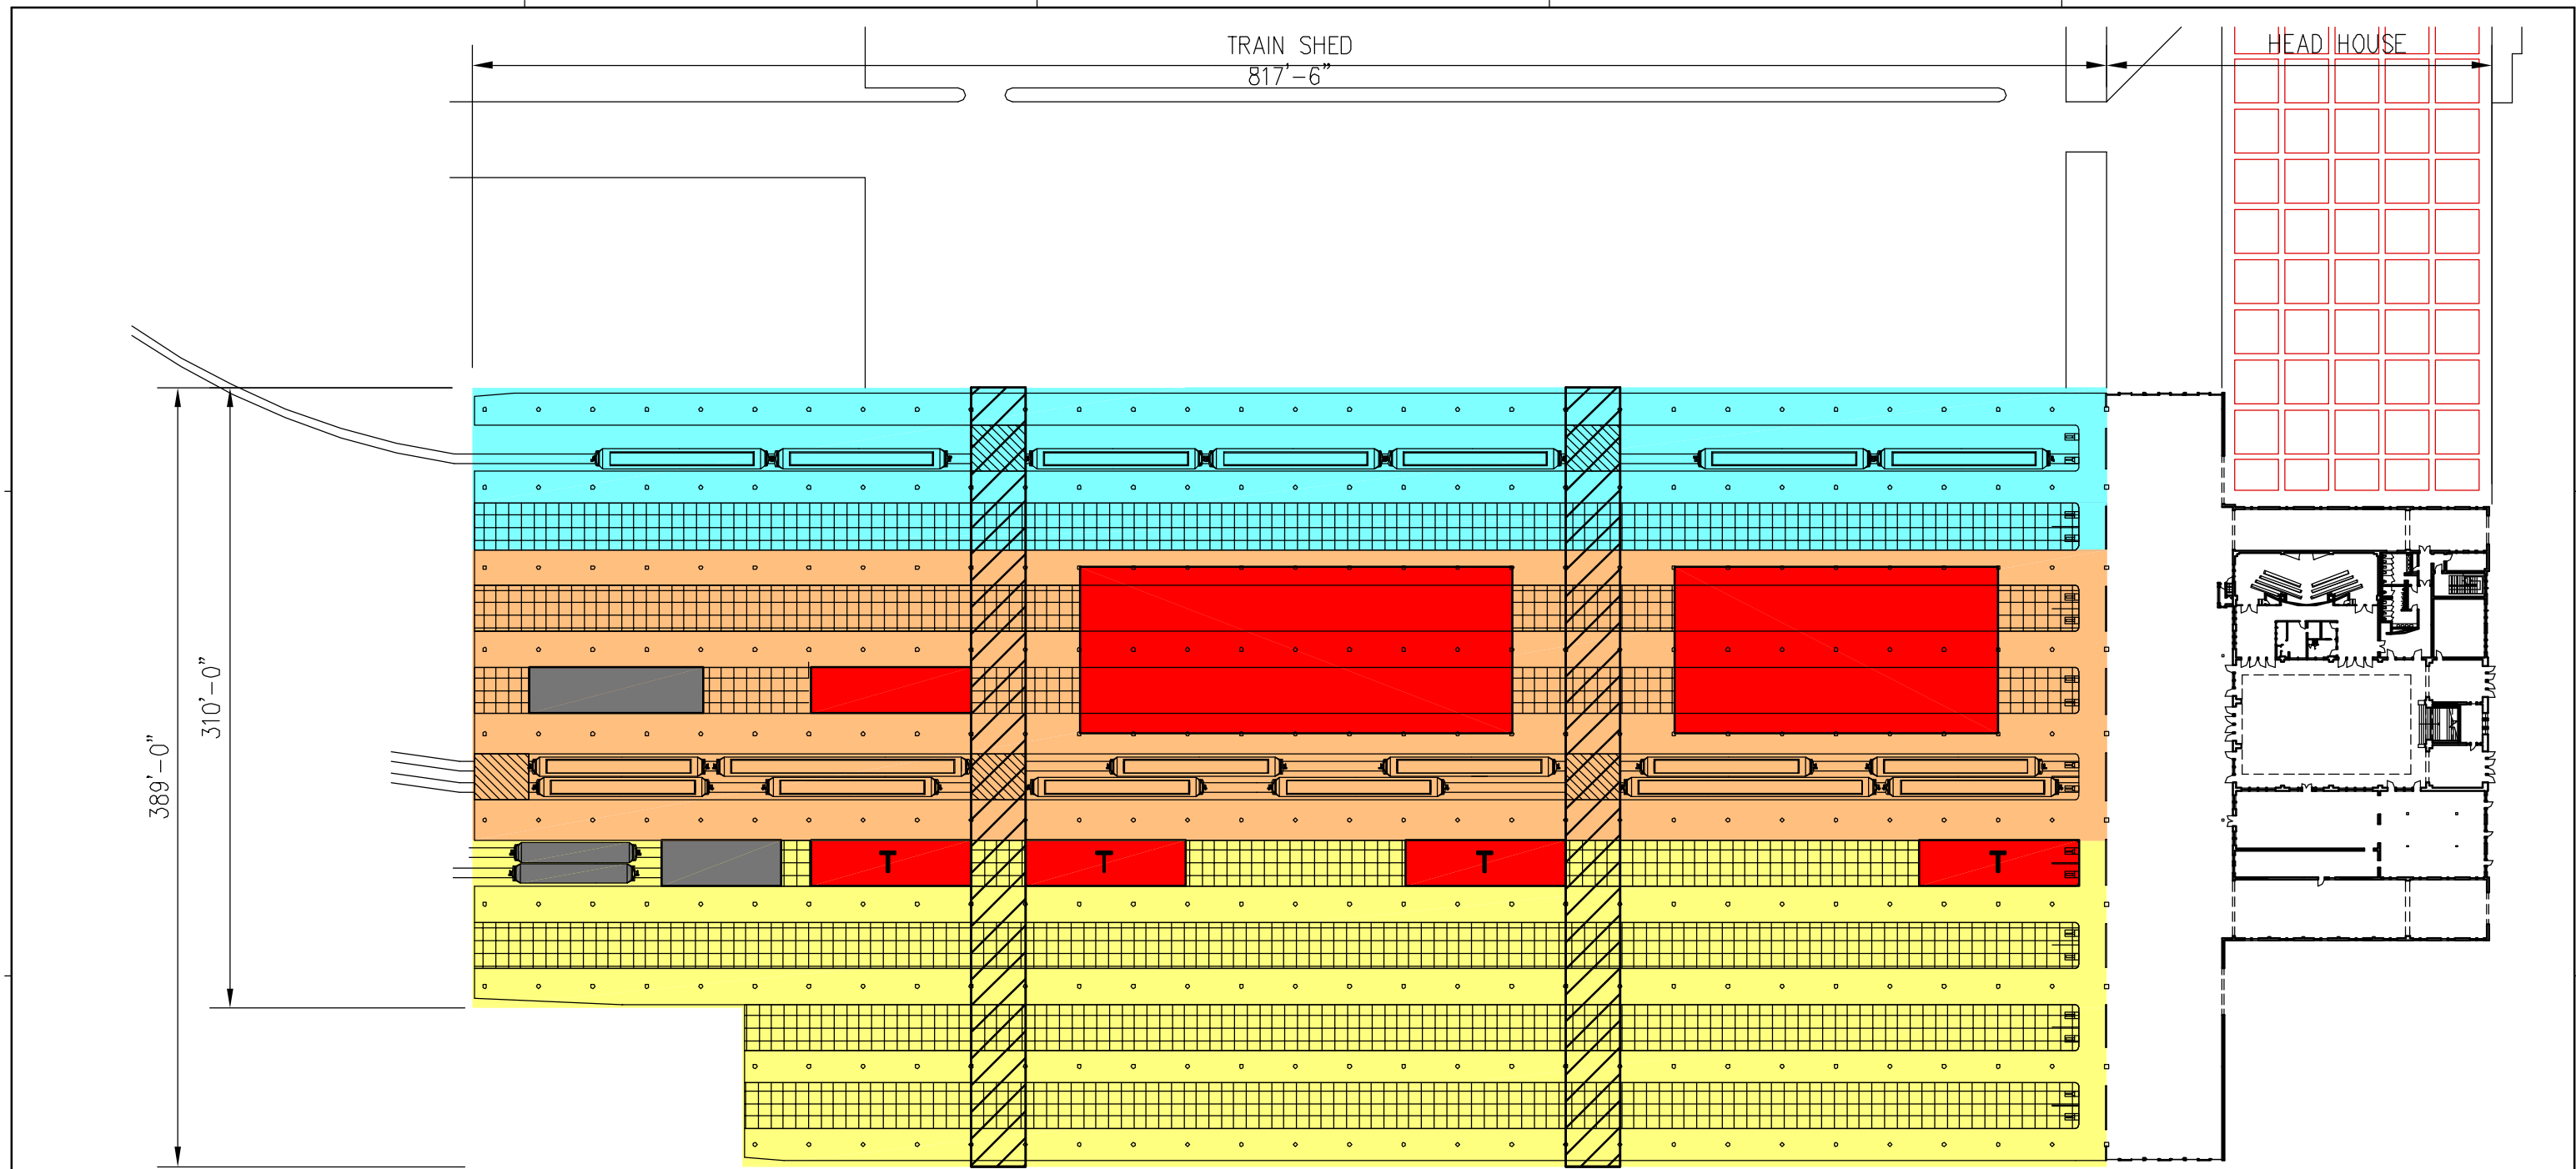 TRAIN SHED
817'-6"
HEAD HOUSE
310'-0"
389'-0"
T
T
T
T